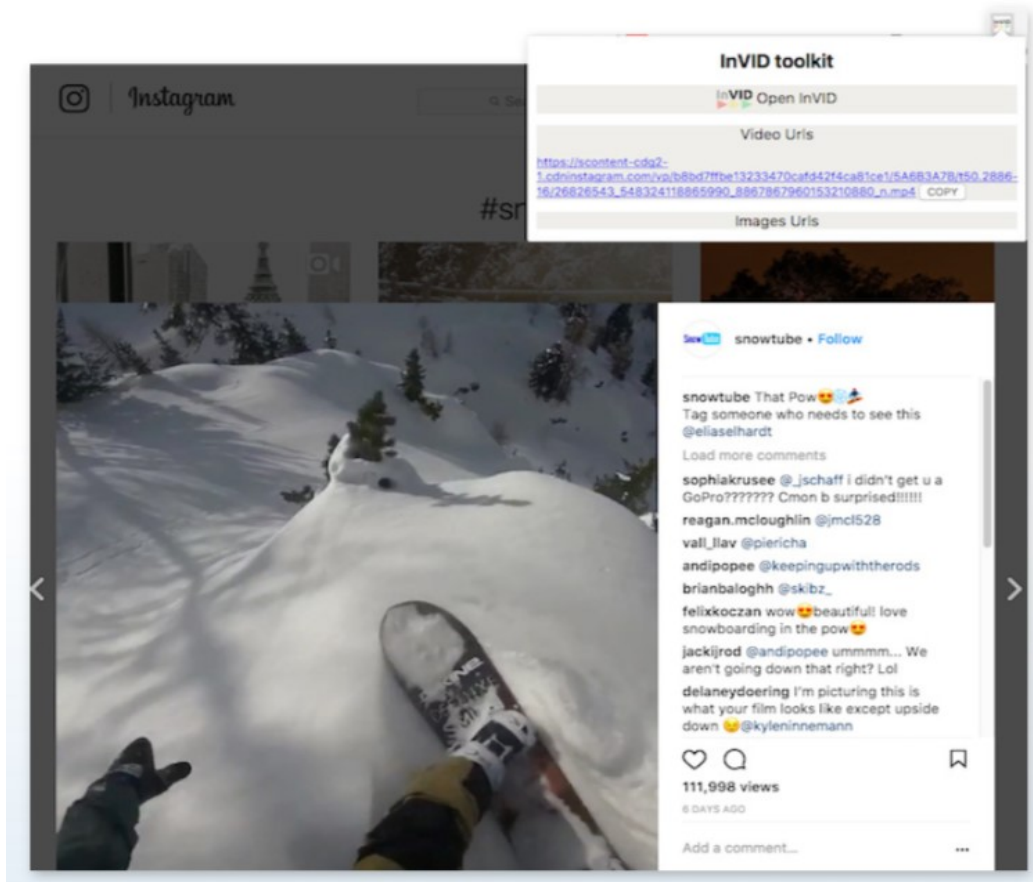 InVID toolkit
InVID Open InVID
Video Urls
https://scontent-cdg2-
1.cdninstagram.com/vp/b8bd7ffbe13233470cafd42f4ca81ce1/5A6B3A7B/t50.2886-
16/26826543_548324118865990_8867867960153210880_n.mp4 COPY
Images Urls
Instagram
#sn
snowtube • Follow
snowtube That Pow😍❄️🏂
Tag someone who needs to see this
@eliaselhardt
Load more comments
sophiakrusee @_jschaff i didn't get u a
GoPro??????? Cmon b surprised!!!!!!
reagan.mcloughlin @jmcl528
vall_llav @piericha
andipopee @keepingupwiththerods
brianbaloghh @skibz_
felixkoczan wow😍beautiful! love
snowboarding in the pow😍
jackijrod @andipopee ummmm... We
aren't going down that right? Lol
delaneydoering I'm picturing this is
what your film looks like except upside
down 😉@kyleninnemann
111,998 views
6 DAYS AGO
Add a comment...